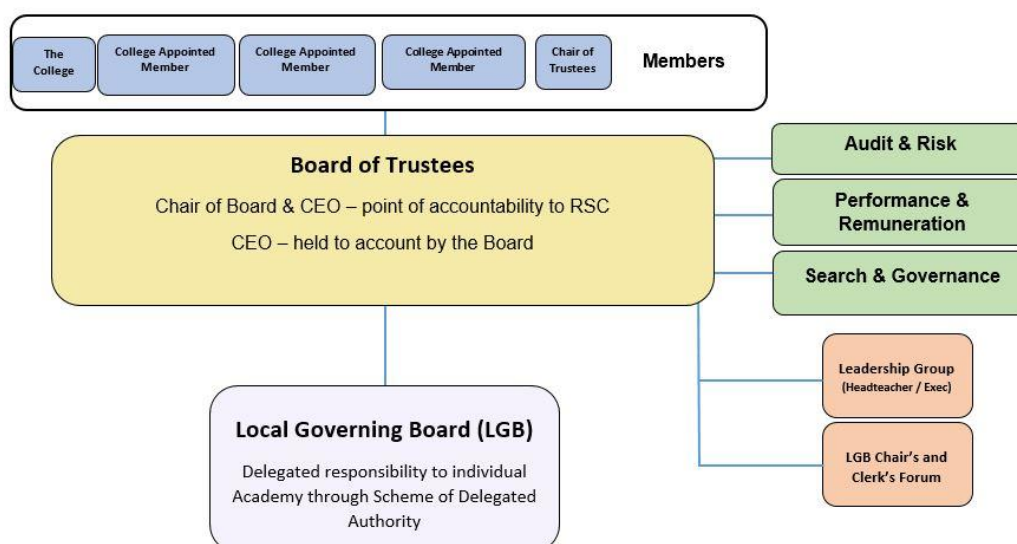 The
College
College Appointed
Member
College Appointed
Member
College Appointed
Member
Chair of
Trustees
Members
Board of Trustees
Chair of Board & CEO – point of accountability to RSC
CEO – held to account by the Board
Audit & Risk
Performance &
Remuneration
Search & Governance
Leadership Group
(Headteacher / Exec)
LGB Chair's and
Clerk's Forum
Local Governing Board (LGB)
Delegated responsibility to individual
Academy through Scheme of Delegated
Authority